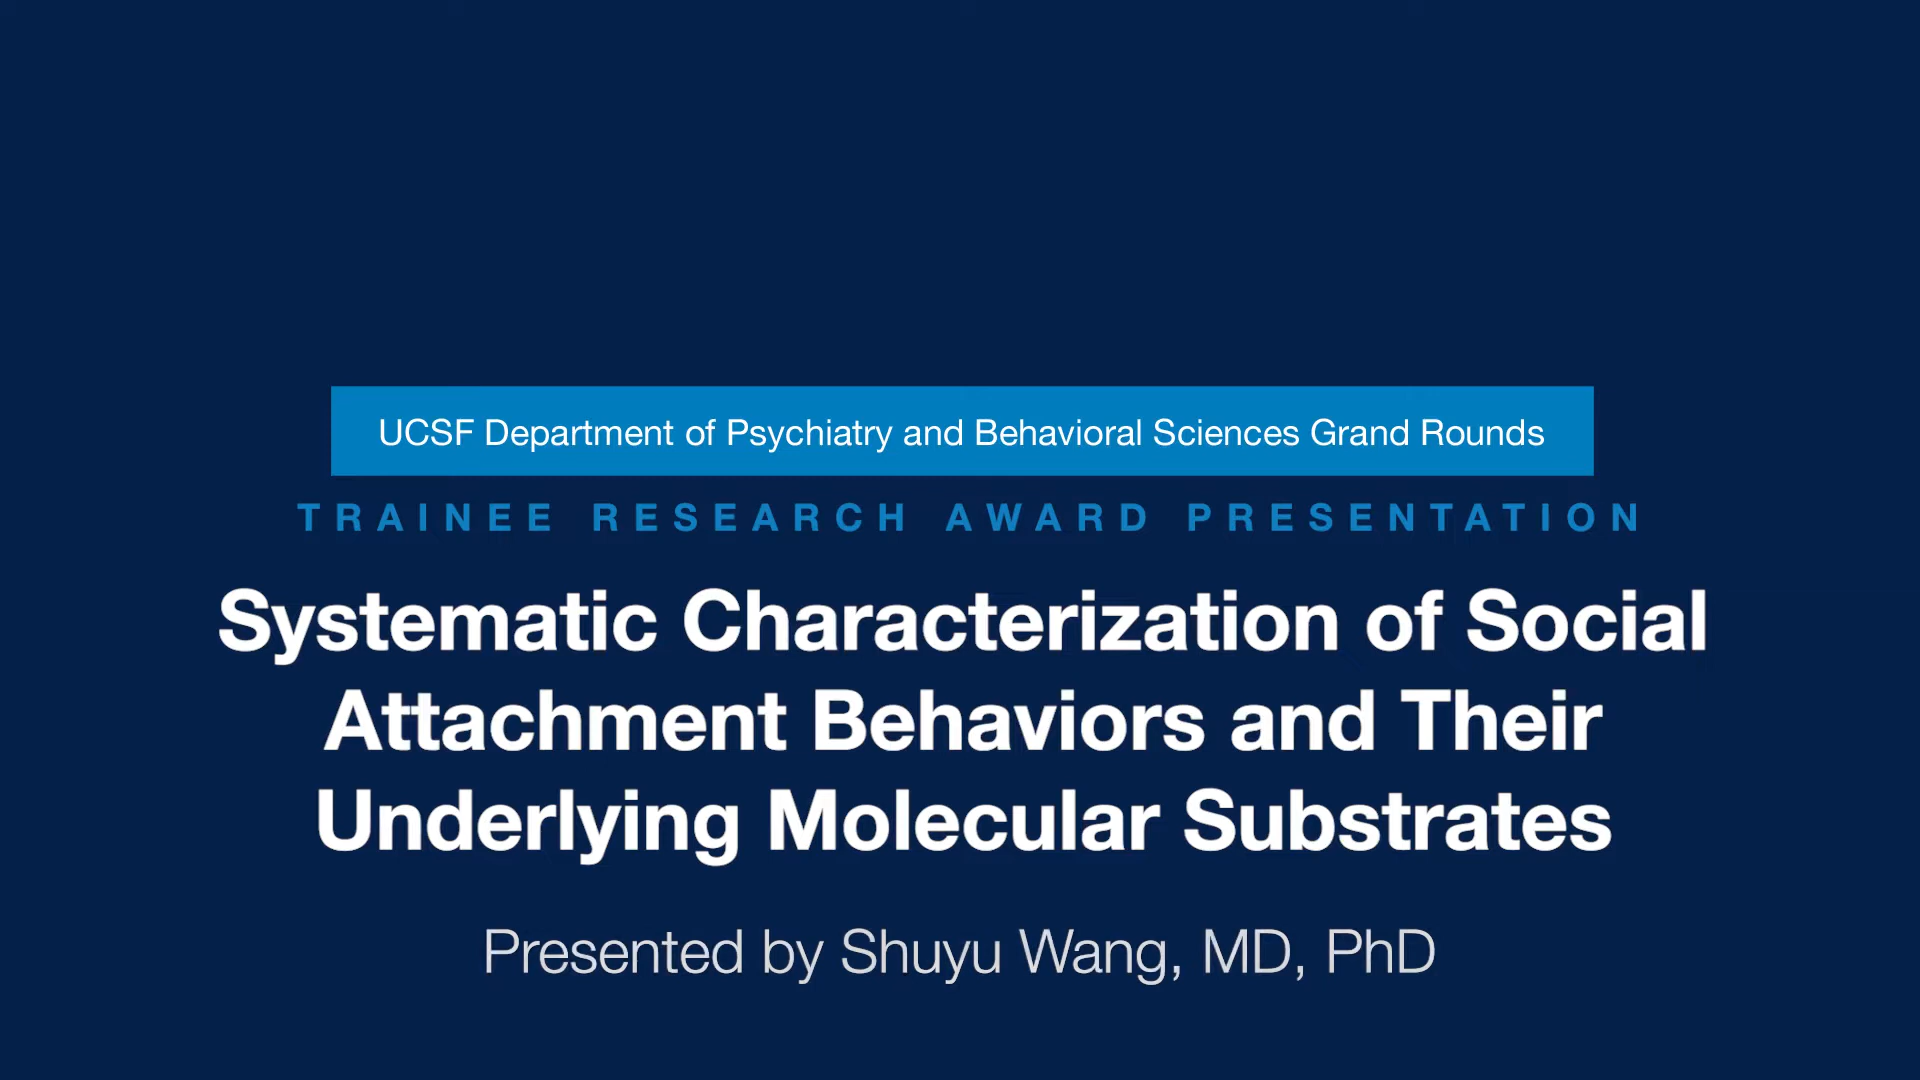 UCSF Department of Psychiatry and Behavioral Sciences Grand Rounds
TRAINEE RESEARCH AWARD PRESENTATION
Systematic Characterization of Social
Attachment Behaviors and Their
Underlying Molecular Substrates
Presented by Shuyu Wang, MD, PhD